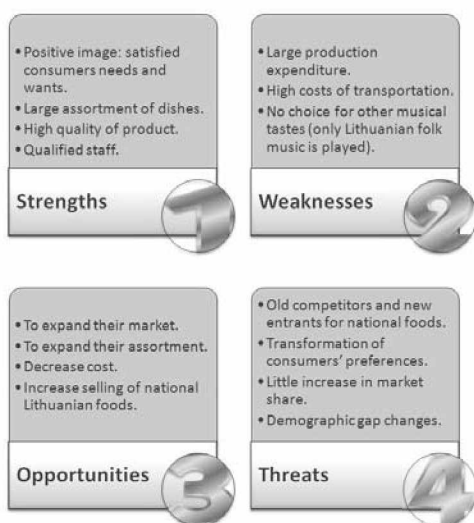 • Positive image: satisfied
consumers needs and
wants.
• Large assortment of dishes.
• High quality of product.
• Qualified staff.
Strengths
1
• Large production
expenditure.
• High costs of transportation.
• No choice for other musical
tastes (only Lithuanian folk
music is played).
Weaknesses
2
• To expand their market.
• To expand their assortment.
• Decrease cost.
• Increase selling of national
Lithuanian foods.
Opportunities
3
• Old competitors and new
entrants for national foods.
• Transformation of
consumers' preferences.
• Little increase in market
share.
• Demographic gap changes.
Threats
4